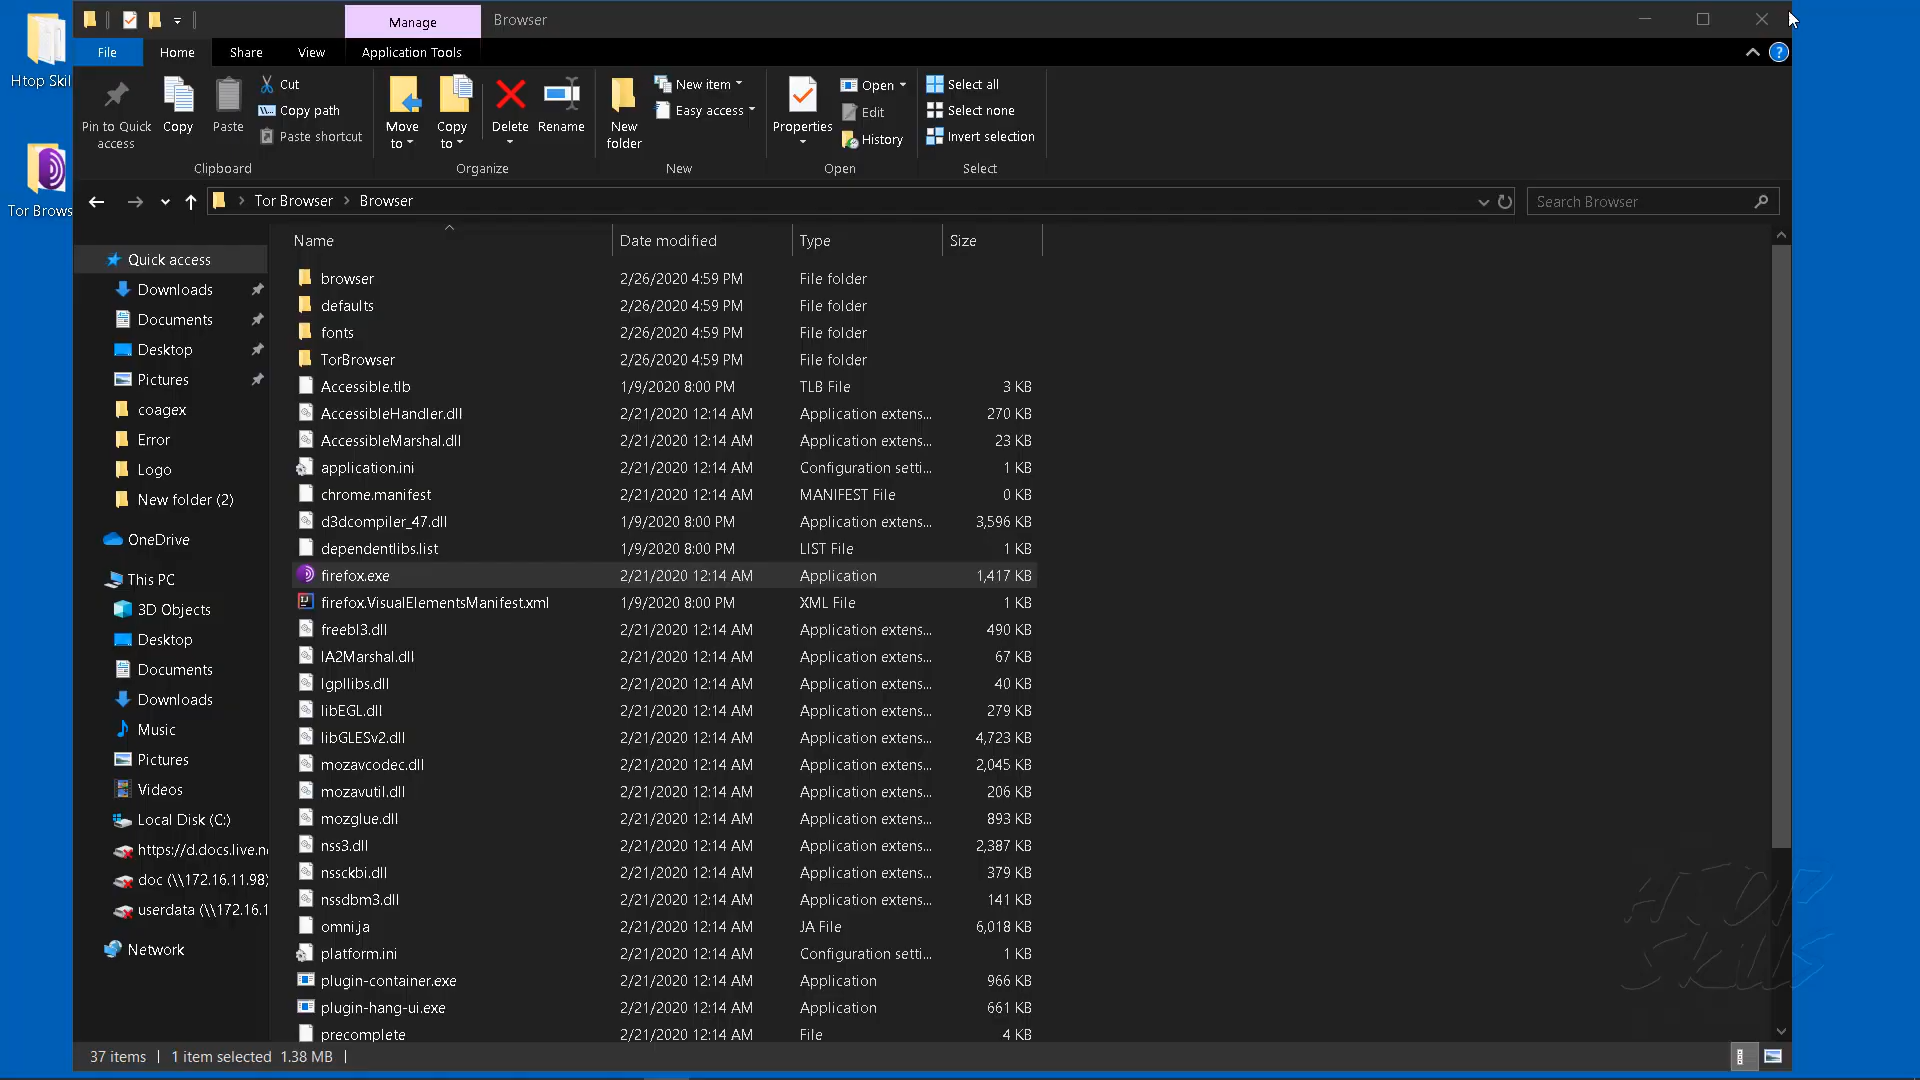 Manage
Browser
File
Home
Share
View
Application Tools
Pin to Quick access
Copy
Paste
Cut
Copy path
Paste shortcut
Clipboard
Move to
Copy to
Delete
Rename
Organize
New folder
New item
Easy access
New
Properties
Open
Edit
History
Open
Select all
Select none
Invert selection
Select
Tor Browser
Browser
Search Browser
Htop Skil
Tor Brows
Quick access
Downloads
Documents
Desktop
Pictures
coagex
Error
Logo
New folder (2)
OneDrive
This PC
3D Objects
Desktop
Documents
Downloads
Music
Pictures
Videos
Local Disk (C:)
https://d.docs.live.n
doc (\\172.16.11.98)
userdata (\\172.16.1
Network
Name Date modified Type Size
browser 2/26/2020 4:59 PM File folder
defaults 2/26/2020 4:59 PM File folder
fonts 2/26/2020 4:59 PM File folder
TorBrowser 2/26/2020 4:59 PM File folder
Accessible.tlb 1/9/2020 8:00 PM TLB File 3 KB
AccessibleHandler.dll 2/21/2020 12:14 AM Application extens... 270 KB
AccessibleMarshal.dll 2/21/2020 12:14 AM Application extens... 23 KB
application.ini 2/21/2020 12:14 AM Configuration setti... 1 KB
chrome.manifest 2/21/2020 12:14 AM MANIFEST File 0 KB
d3dcompiler_47.dll 1/9/2020 8:00 PM Application extens... 3,596 KB
dependentlibs.list 1/9/2020 8:00 PM LIST File 1 KB
firefox.exe 2/21/2020 12:14 AM Application 1,417 KB
firefox.VisualElementsManifest.xml 1/9/2020 8:00 PM XML File 1 KB
freebl3.dll 2/21/2020 12:14 AM Application extens... 490 KB
IA2Marshal.dll 2/21/2020 12:14 AM Application extens... 67 KB
lgpllibs.dll 2/21/2020 12:14 AM Application extens... 40 KB
libEGL.dll 2/21/2020 12:14 AM Application extens... 279 KB
libGLESv2.dll 2/21/2020 12:14 AM Application extens... 4,723 KB
mozavcodec.dll 2/21/2020 12:14 AM Application extens... 2,045 KB
mozavutil.dll 2/21/2020 12:14 AM Application extens... 206 KB
mozglue.dll 2/21/2020 12:14 AM Application extens... 893 KB
nss3.dll 2/21/2020 12:14 AM Application extens... 2,387 KB
nssckbi.dll 2/21/2020 12:14 AM Application extens... 379 KB
nssdbm3.dll 2/21/2020 12:14 AM Application extens... 141 KB
omni.ja 2/21/2020 12:14 AM JA File 6,018 KB
platform.ini 2/21/2020 12:14 AM Configuration setti... 1 KB
plugin-container.exe 2/21/2020 12:14 AM Application 966 KB
plugin-hang-ui.exe 2/21/2020 12:14 AM Application 661 KB
precomplete 2/21/2020 12:14 AM File 4 KB
HTOP
Skills
37 items 1 item selected 1.38 MB